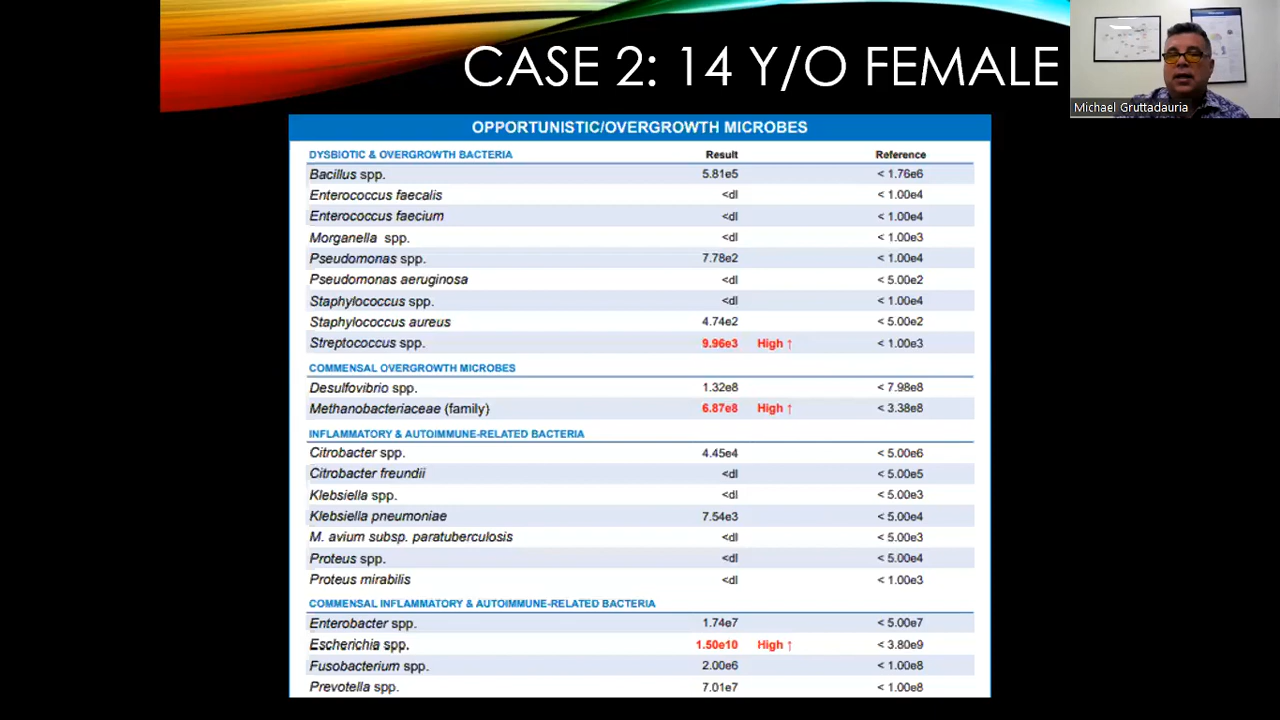 CASE 2: 14 Y/O FEMALE
Michael Gruttadauria
OPPORTUNISTIC/OVERGROWTH MICROBES
DYSBIOTIC & OVERGROWTH BACTERIA Result Reference
Bacillus spp. 5.81e5 < 1.76e6
Enterococcus faecalis <dl < 1.00e4
Enterococcus faecium <dl < 1.00e4
Morganella spp. <dl < 1.00e3
Pseudomonas spp. 7.78e2 < 1.00e4
Pseudomonas aeruginosa <dl < 5.00e2
Staphylococcus spp. <dl < 1.00e4
Staphylococcus aureus 4.74e2 < 5.00e2
Streptococcus spp. 9.96e3 High ↑ < 1.00e3
COMMENSAL OVERGROWTH MICROBES
Desulfovibrio spp. 1.32e8 < 7.98e8
Methanobacteriaceae (family) 6.87e8 High ↑ < 3.38e8
INFLAMMATORY & AUTOIMMUNE-RELATED BACTERIA
Citrobacter spp. 4.45e4 < 5.00e6
Citrobacter freundii <dl < 5.00e5
Klebsiella spp. <dl < 5.00e3
Klebsiella pneumoniae 7.54e3 < 5.00e4
M. avium subsp. paratuberculosis <dl < 5.00e3
Proteus spp. <dl < 5.00e4
Proteus mirabilis <dl < 1.00e3
COMMENSAL INFLAMMATORY & AUTOIMMUNE-RELATED BACTERIA
Enterobacter spp. 1.74e7 < 5.00e7
Escherichia spp. 1.50e10 High ↑ < 3.80e9
Fusobacterium spp. 2.00e6 < 1.00e8
Prevotella spp. 7.01e7 < 1.00e8